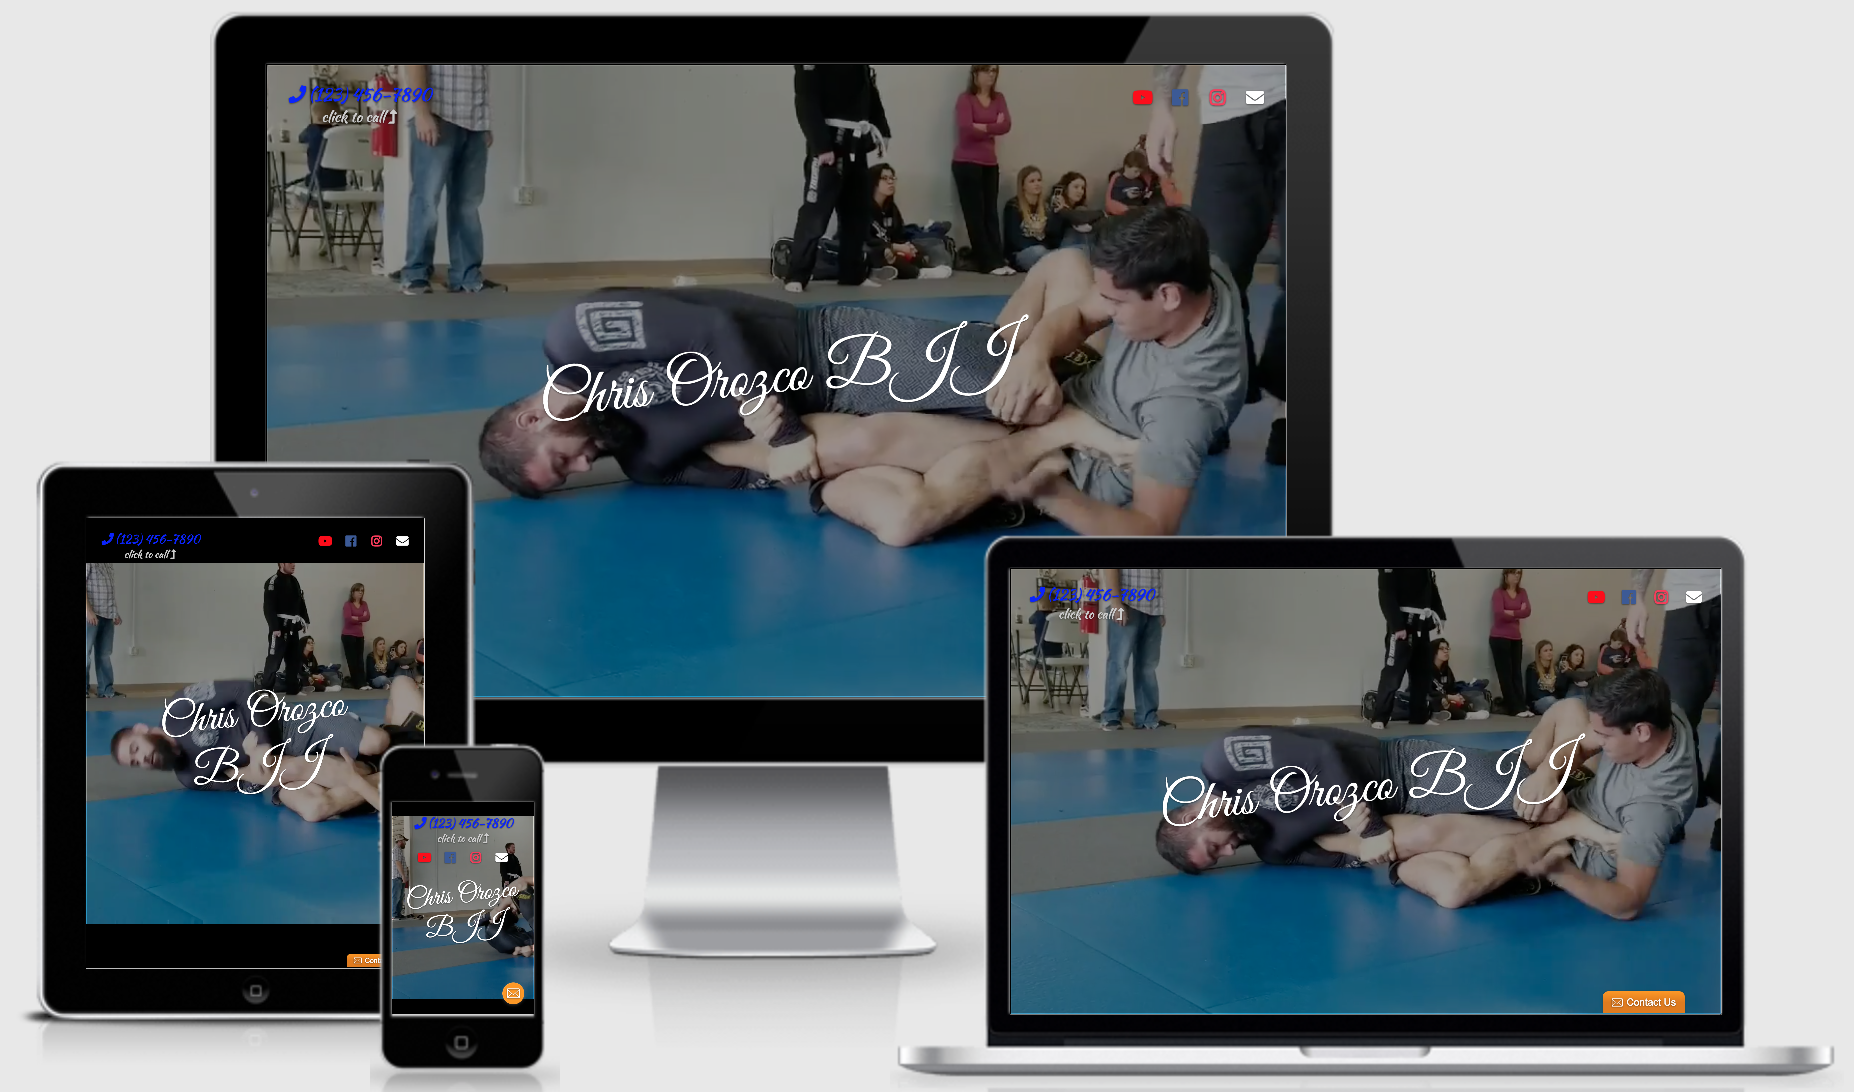 (123) 456-7890
click to call
Chris Orozco BJJ
(123) 456-7890
click to call
Chris Orozco
BJJ
Cont
(123) 456-7890
click to call
Chris Orozco
BJJ
(123) 456-7890
click to call
Chris Orozco BJJ
Contact Us